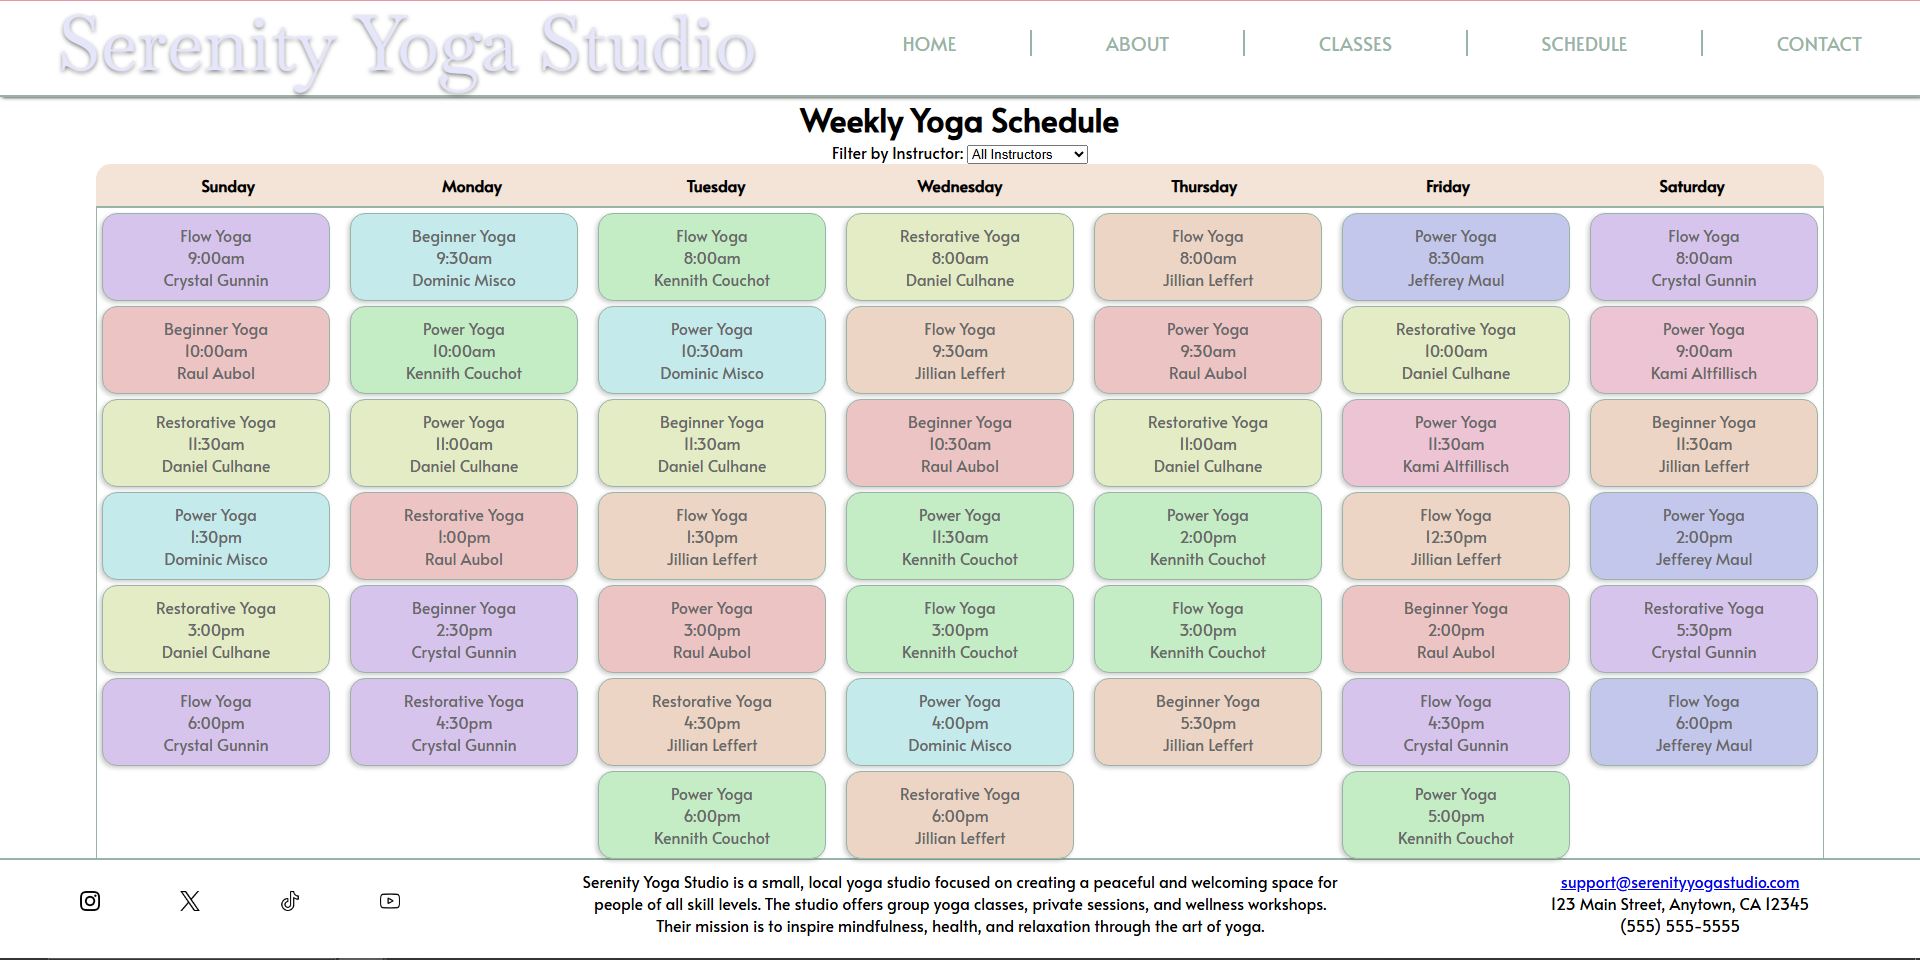 Serenity Yoga Studio
HOME
ABOUT
CLASSES
SCHEDULE
CONTACT
Weekly Yoga Schedule
Filter by Instructor: All Instructors
Sunday
Monday
Tuesday
Wednesday
Thursday
Friday
Saturday
Flow Yoga
9:00am
Crystal Gunnin
Beginner Yoga
10:00am
Raul Aubol
Restorative Yoga
11:30am
Daniel Culhane
Power Yoga
1:30pm
Dominic Misco
Restorative Yoga
3:00pm
Daniel Culhane
Flow Yoga
6:00pm
Crystal Gunnin
Beginner Yoga
9:30am
Dominic Misco
Power Yoga
10:00am
Kennith Couchot
Power Yoga
11:00am
Daniel Culhane
Restorative Yoga
1:00pm
Raul Aubol
Beginner Yoga
2:30pm
Crystal Gunnin
Restorative Yoga
4:30pm
Crystal Gunnin
Flow Yoga
8:00am
Kennith Couchot
Power Yoga
10:30am
Dominic Misco
Beginner Yoga
11:30am
Daniel Culhane
Flow Yoga
1:30pm
Jillian Leffert
Power Yoga
3:00pm
Raul Aubol
Restorative Yoga
4:30pm
Jillian Leffert
Power Yoga
6:00pm
Kennith Couchot
Restorative Yoga
8:00am
Daniel Culhane
Flow Yoga
9:30am
Jillian Leffert
Beginner Yoga
10:30am
Raul Aubol
Power Yoga
11:30am
Kennith Couchot
Flow Yoga
3:00pm
Kennith Couchot
Power Yoga
4:00pm
Dominic Misco
Restorative Yoga
6:00pm
Jillian Leffert
Flow Yoga
8:00am
Jillian Leffert
Power Yoga
9:30am
Raul Aubol
Restorative Yoga
11:00am
Daniel Culhane
Power Yoga
2:00pm
Kennith Couchot
Flow Yoga
3:00pm
Kennith Couchot
Beginner Yoga
5:30pm
Jillian Leffert
Power Yoga
8:30am
Jefferey Maul
Restorative Yoga
10:00am
Daniel Culhane
Power Yoga
11:30am
Kami Altfillisch
Flow Yoga
12:30pm
Jillian Leffert
Beginner Yoga
2:00pm
Raul Aubol
Flow Yoga
4:30pm
Crystal Gunnin
Power Yoga
5:00pm
Kennith Couchot
Flow Yoga
8:00am
Crystal Gunnin
Power Yoga
9:00am
Kami Altfillisch
Beginner Yoga
11:30am
Jillian Leffert
Power Yoga
2:00pm
Jefferey Maul
Restorative Yoga
5:30pm
Crystal Gunnin
Flow Yoga
6:00pm
Jefferey Maul
Serenity Yoga Studio is a small, local yoga studio focused on creating a peaceful and welcoming space for
people of all skill levels. The studio offers group yoga classes, private sessions, and wellness workshops.
Their mission is to inspire mindfulness, health, and relaxation through the art of yoga.
support@serenityyogastudio.com
123 Main Street, Anytown, CA 12345
(555) 555-5555